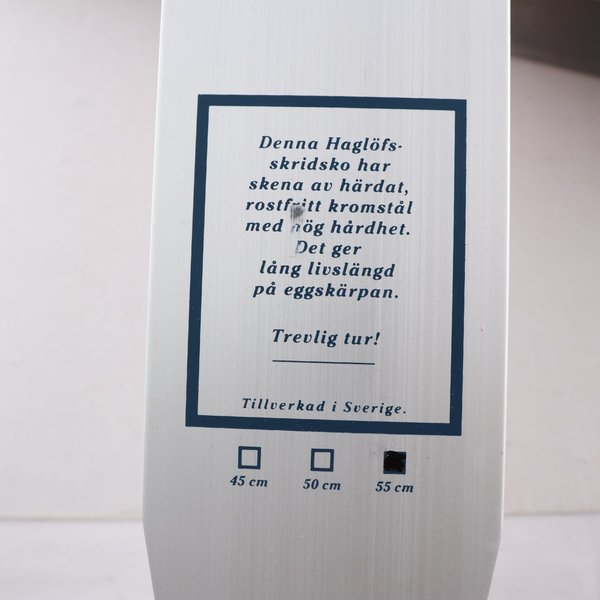 Denna Haglöfs-
skridsko har
skena av härdat,
rostfritt kromstål
med hög hårdhet.
Det ger
lång livslängd
på eggskärpan.
Trevlig tur!
Tillverkad i Sverige.
45 cm 50 cm 55 cm